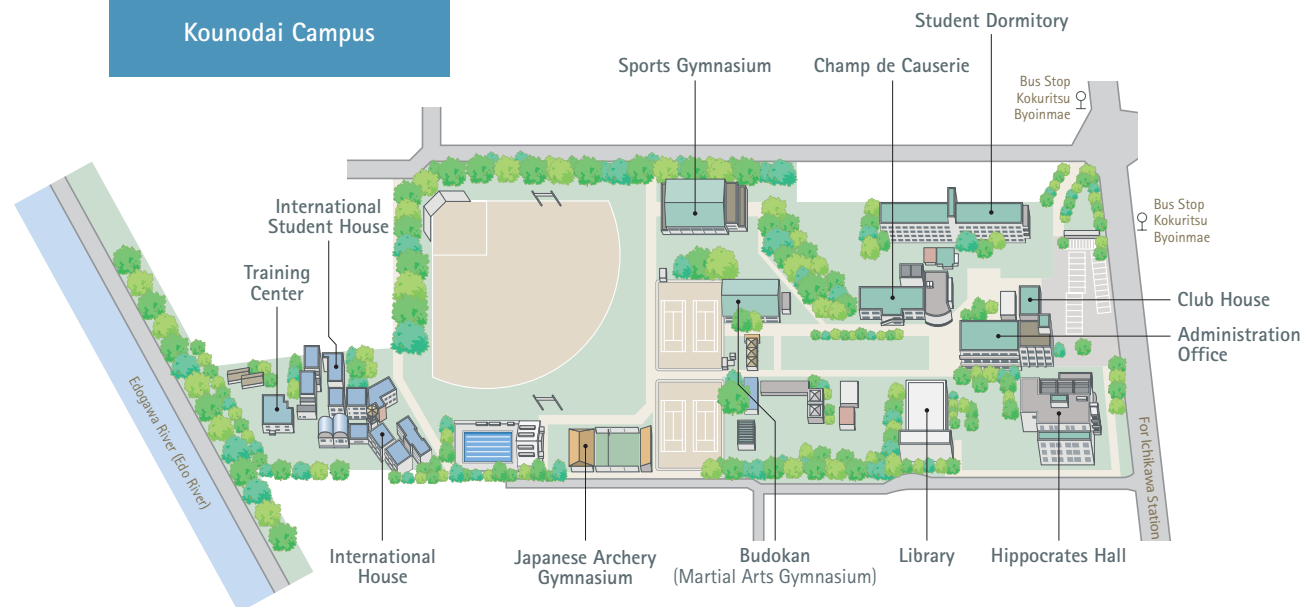 Kounodai Campus
Student Dormitory
Sports Gymnasium
Champ de Causerie
Bus Stop
Kokuritsu
Byoinmae
International
Student House
Bus Stop
Kokuritsu
Byoinmae
Training
Center
Club House
Administration
Office
Edogawa River (Edo River)
For Ichikawa Station
International
House
Japanese Archery
Gymnasium
Budokan
(Martial Arts Gymnasium)
Library
Hippocrates Hall